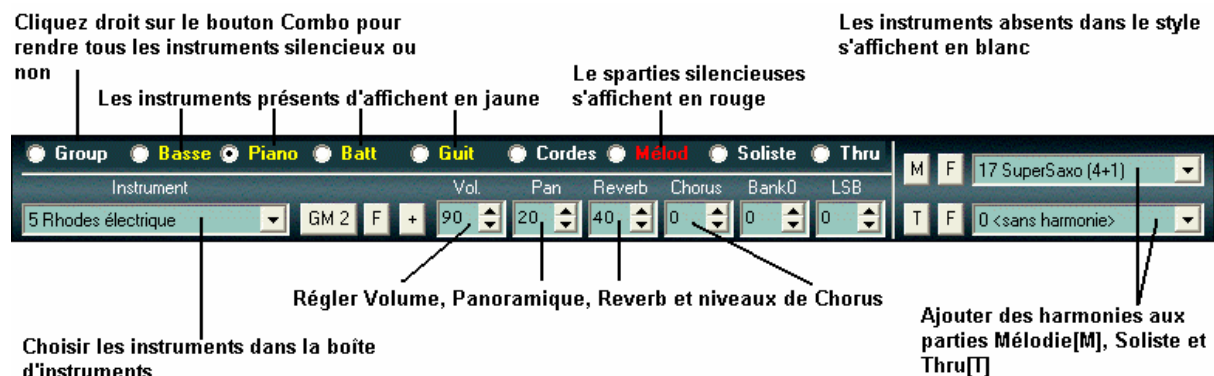 Cliquez droit sur le bouton Combo pour
rendre tous les instruments silencieux ou
non
Les instruments absents dans le style
s'affichent en blanc
Le sparties silencieuses
s'affichent en rouge
Les instruments présents d'affichent en jaune
Group Basse Piano Batt Guit Cordes Mélod Soliste Thru
M F 17 SuperSaxo (4+1)
Instrument Vol. Pan Reverb Chorus Bank0 LSB
5 Rhodes électrique GM 2 F + 90 20 40 0 0 0
T F 0 <sans harmonie>
Régler Volume, Panoramique, Reverb et niveaux de Chorus
Choisir les instruments dans la boîte
d'instruments
Ajouter des harmonies aux
parties Mélodie[M], Soliste et
Thru[T]